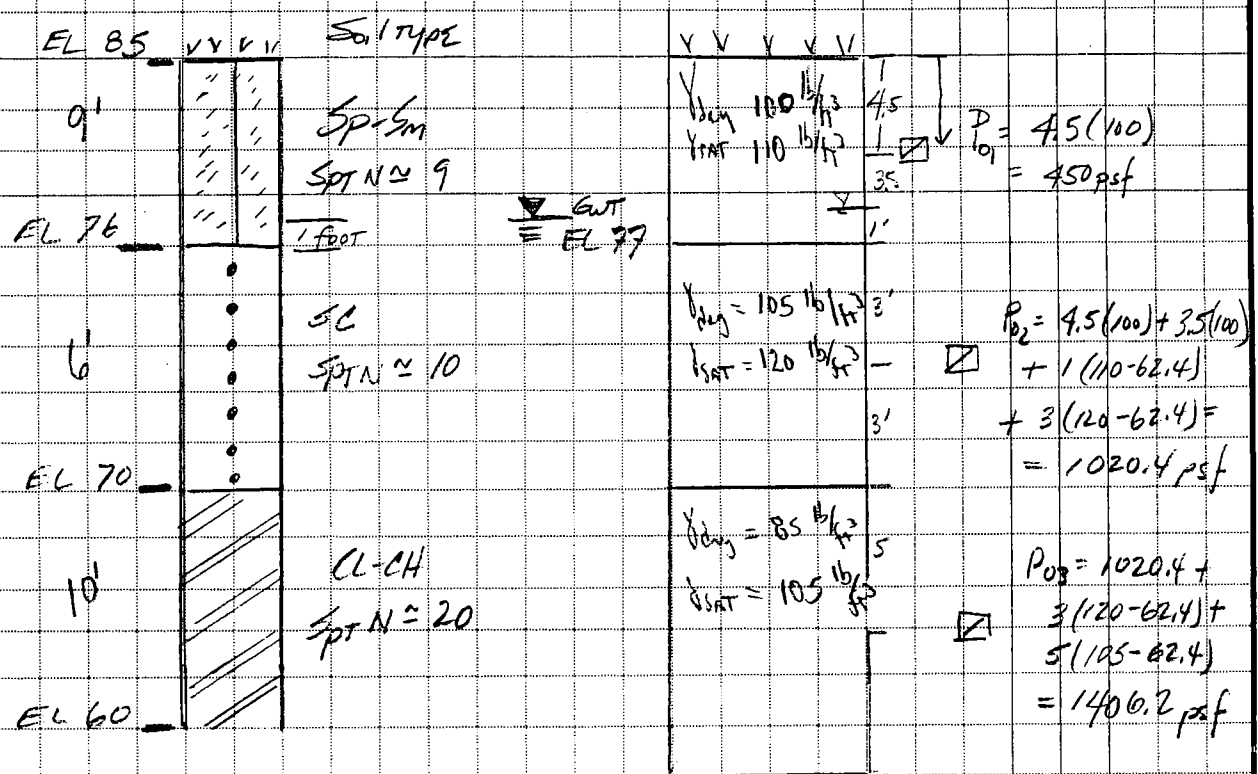 EL 85
Soil TYPE
9'
SP-SM
SPT N ≃ 9
EL 76
1 FOOT
GWT
EL 77
6'
SC
SPT N ≃ 10
EL 70
10'
CL-CH
SPT N ≃ 20
EL 60
γdry 100 lb/ft³
γSAT 110 lb/ft³
4.5
3.5
1'
γdry = 105 lb/ft³
γSAT = 120 lb/ft³
3'
3'
γdry = 85 lb/ft³
γSAT = 105 lb/ft³
5
P01 = 4.5(100)
= 450 psf
P02 = 4.5(100) + 3.5(100)
+ 1(110-62.4)
+ 3(120-62.4) =
= 1020.4 psf
P03 = 1020.4 +
3(120-62.4) +
5(105-62.4)
= 1406.2 psf